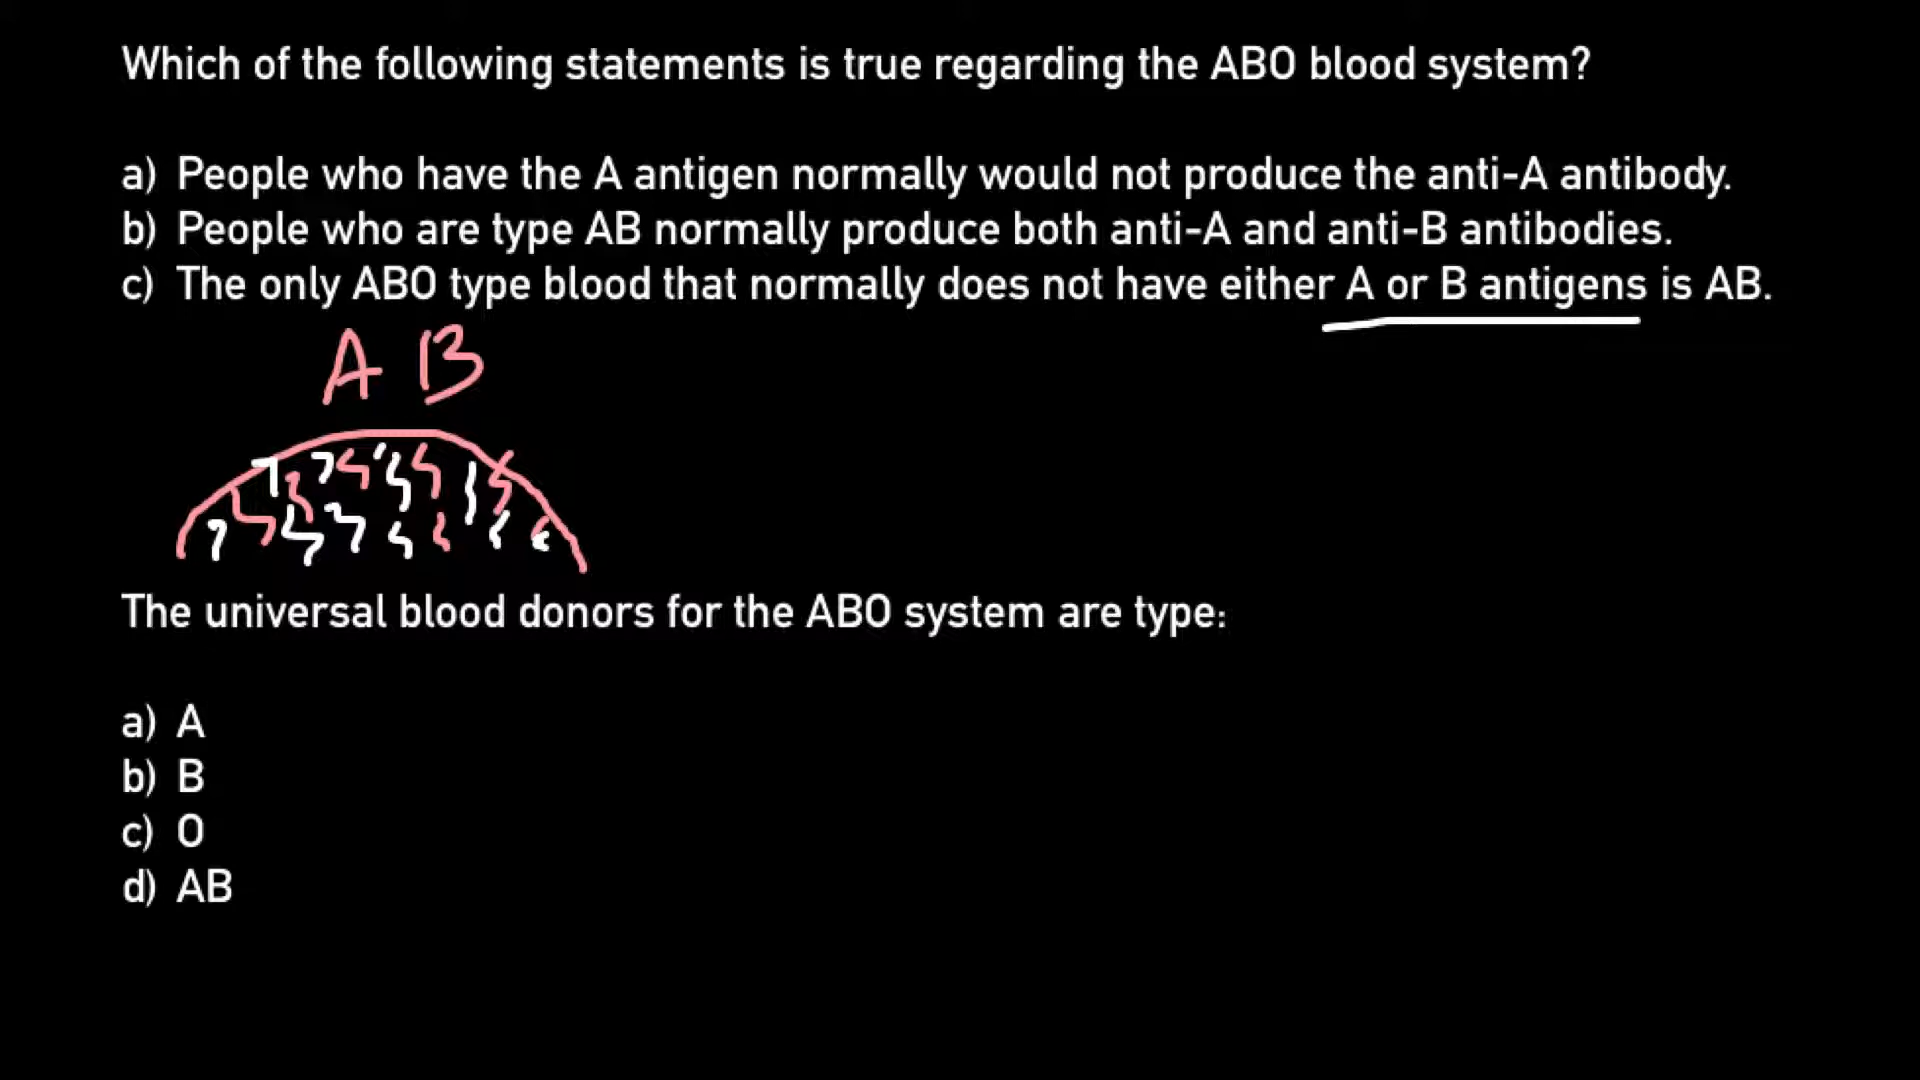 Which of the following statements is true regarding the ABO blood system?
a) People who have the A antigen normally would not produce the anti-A antibody.
b) People who are type AB normally produce both anti-A and anti-B antibodies.
c) The only ABO type blood that normally does not have either A or B antigens is AB.
A B
The universal blood donors for the ABO system are type:
a) A
b) B
c) O
d) AB